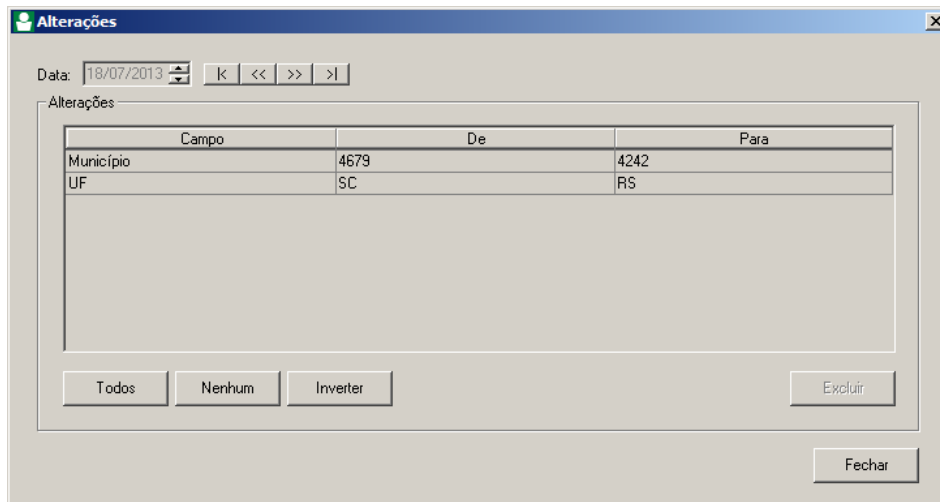 Alterações
Data: 18/07/2013 |< << >> >|
Alterações
Campo De Para
Município 4679 4242
UF SC RS
Todos Nenhum Inverter Excluir
Fechar